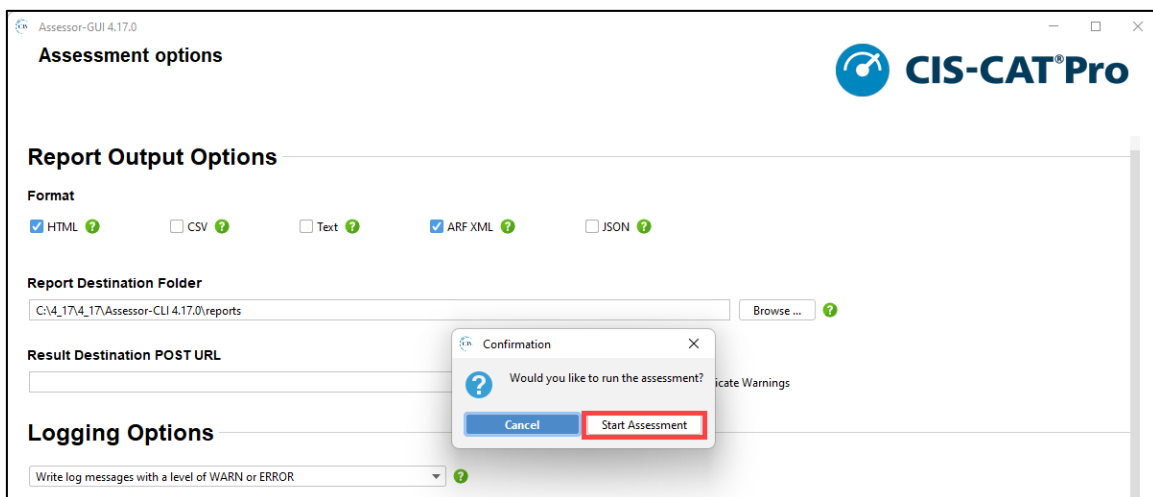 Assessor-GUI 4.17.0
Assessment options
CIS-CAT®Pro
Report Output Options
Format
HTML ? CSV ? Text ? ARF XML ? JSON ?
Report Destination Folder
C:\4_17\4_17\Assessor-CLI 4.17.0\reports Browse ... ?
Result Destination POST URL
Confirmation
? Would you like to run the assessment?
icate Warnings
Cancel Start Assessment
Logging Options
Write log messages with a level of WARN or ERROR ?